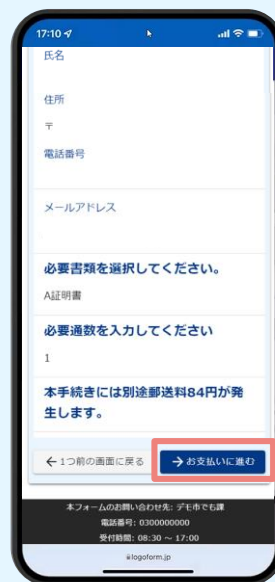 17:10
氏名
住所
〒
電話番号
メールアドレス
必要書類を選択してください。
A証明書
必要通数を入力してください
1
本手続きには別途郵送料84円が発
生します。
←1つ前の画面に戻る
→お支払いに進む
本フォームのお問い合わせ先: デモ市でも課
電話番号: 0300000000
受付時間: 08:30 ～ 17:00
logoform.jp